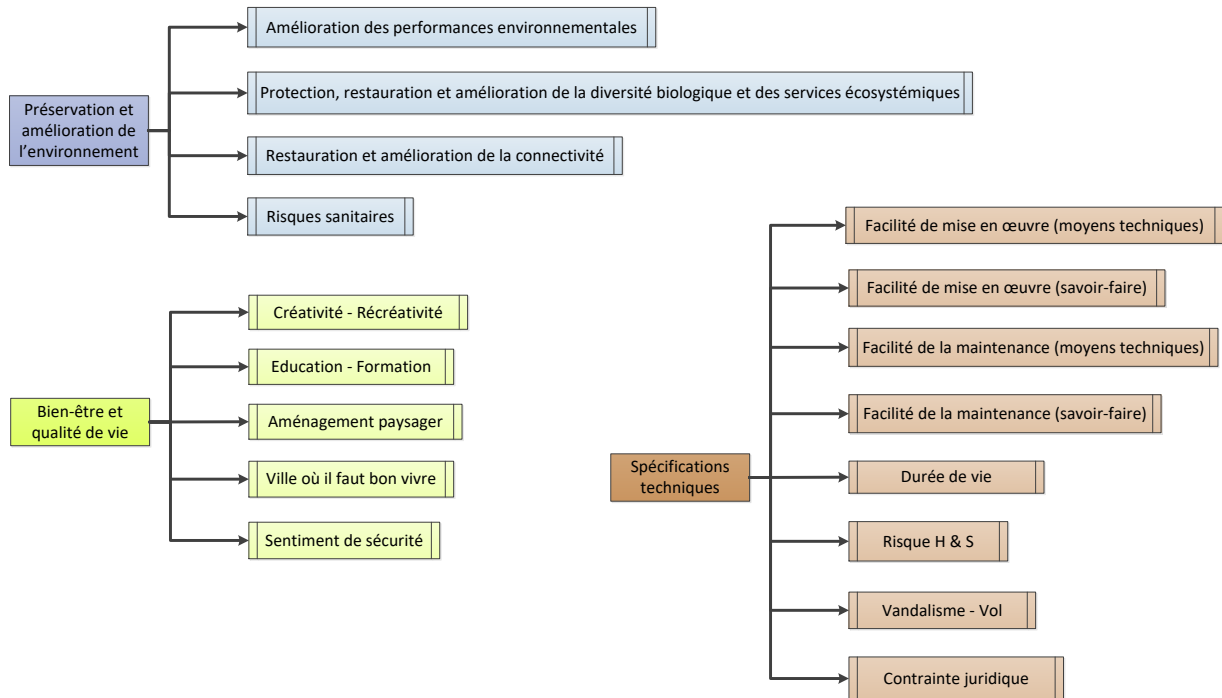 Amélioration des performances environnementales
Préservation et
amélioration de
l’environnement
Protection, restauration et amélioration de la diversité biologique et des services écosystémiques
Restauration et amélioration de la connectivité
Risques sanitaires
Bien-être et
qualité de vie
Créativité - Récréativité
Education - Formation
Aménagement paysager
Ville où il faut bon vivre
Sentiment de sécurité
Spécifications
techniques
Facilité de mise en œuvre (moyens techniques)
Facilité de mise en œuvre (savoir-faire)
Facilité de la maintenance (moyens techniques)
Facilité de la maintenance (savoir-faire)
Durée de vie
Risque H & S
Vandalisme - Vol
Contrainte juridique